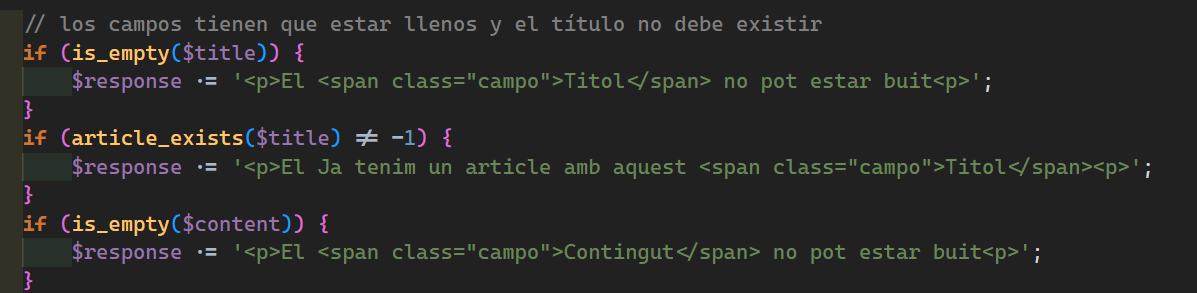 // los campos tienen que estar llenos y el título no debe existir
if (is_empty($title)) {
    $response .= '<p>El <span class="campo">Titol</span> no pot estar buit<p>';
}
if (article_exists($title) != -1) {
    $response .= '<p>El Ja tenim un article amb aquest <span class="campo">Titol</span><p>';
}
if (is_empty($content)) {
    $response .= '<p>El <span class="campo">Contingut</span> no pot estar buit<p>';
}